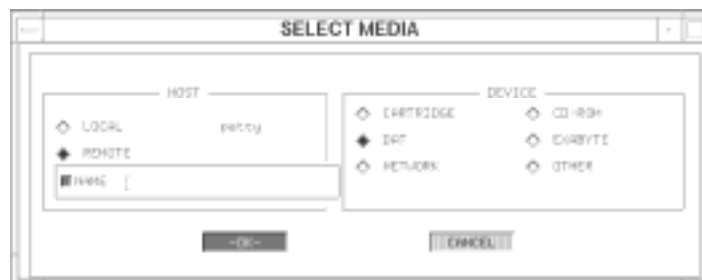 SELECT MEDIA
HOST
LOCAL petty
REMOTE
NAME [
DEVICE
CARTRIDGE CD-ROM
DAT EXABYTE
NETWORK OTHER
-OK- CANCEL